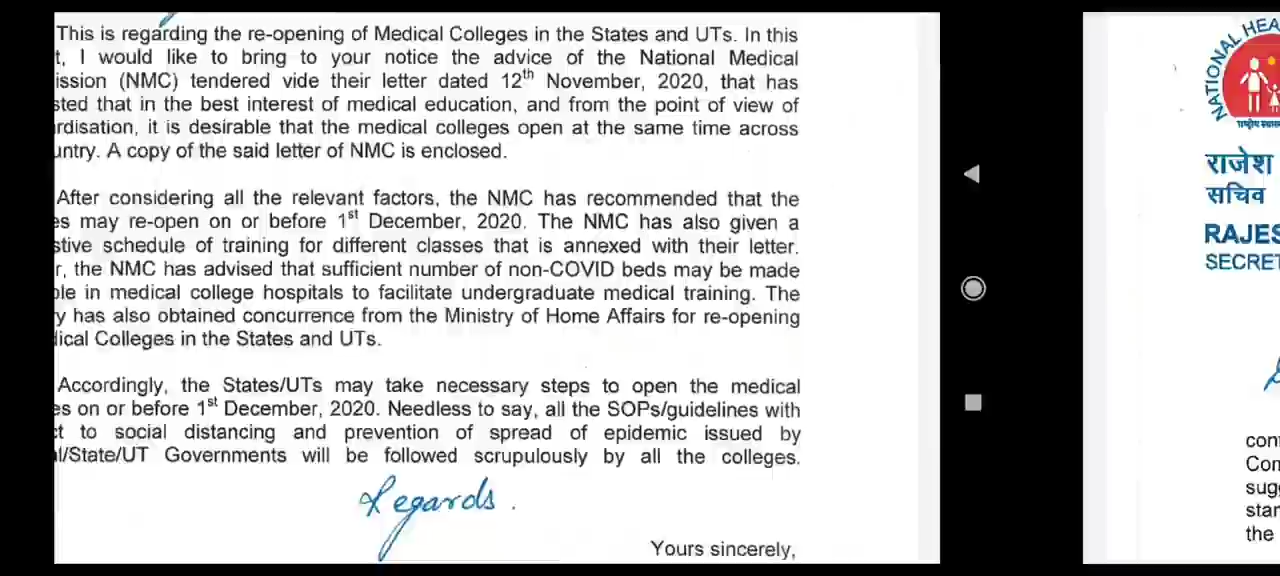 This is regarding the re-opening of Medical Colleges in the States and UTs. In this
t, I would like to bring to your notice the advice of the National Medical
ission (NMC) tendered vide their letter dated 12th November, 2020, that has
sted that in the best interest of medical education, and from the point of view of
rdisation, it is desirable that the medical colleges open at the same time across
untry. A copy of the said letter of NMC is enclosed.
After considering all the relevant factors, the NMC has recommended that the
es may re-open on or before 1st December, 2020. The NMC has also given a
stive schedule of training for different classes that is annexed with their letter.
r, the NMC has advised that sufficient number of non-COVID beds may be made
ble in medical college hospitals to facilitate undergraduate medical training. The
y has also obtained concurrence from the Ministry of Home Affairs for re-opening
dical Colleges in the States and UTs.
Accordingly, the States/UTs may take necessary steps to open the medical
es on or before 1st December, 2020. Needless to say, all the SOPs/guidelines with
ct to social distancing and prevention of spread of epidemic issued by
al/State/UT Governments will be followed scrupulously by all the colleges.
Regards.
Yours sincerely,
NATIONAL HEA
राष्ट्रीय स्वास्
राजेश
सचिव
RAJES
SECRET
con
Con
sugg
star
the